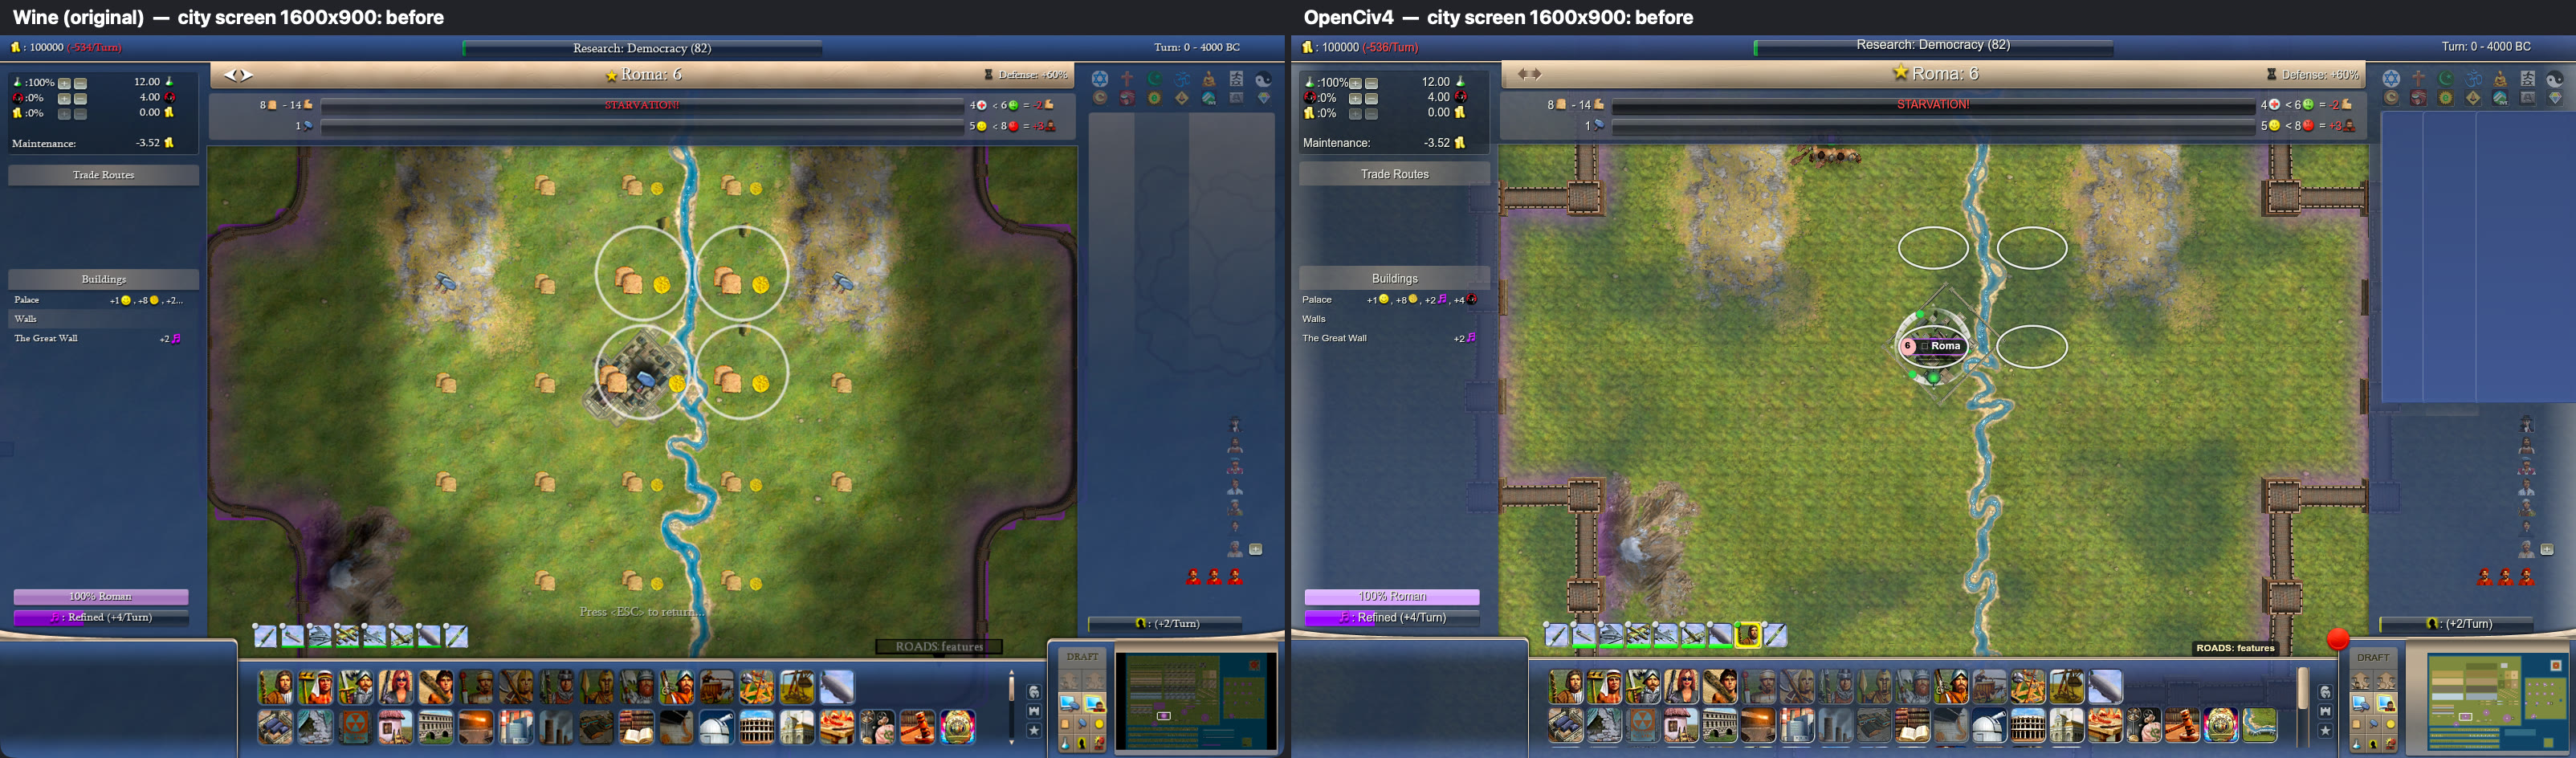 Wine (original) — city screen 1600x900: before
: 100000 (-534/Turn)
Research: Democracy (82)
Turn: 0 - 4000 BC
:100% 12.00
:0% 4.00
:0% 0.00
Maintenance: -3.52
Roma: 6
Defense: +60%
8 - 14
STARVATION!
4 < 6 = -2
1
5 < 8 = +3
Trade Routes
Buildings
Palace +1, +8, +2...
Walls
The Great Wall +2
100% Roman
: Refined (+4/Turn)
Press <ESC> to return...
ROADS: features
: (+2/Turn)
DRAFT
OpenCiv4 — city screen 1600x900: before
: 100000 (-536/Turn)
Research: Democracy (82)
Turn: 0 - 4000 BC
:100% 12.00
:0% 4.00
:0% 0.00
Maintenance: -3.52
Roma: 6
Defense: +60%
8 - 14
STARVATION!
4 < 6 = -2
1
5 < 8 = +3
Trade Routes
Buildings
Palace +1, +8, +2, +4
Walls
The Great Wall +2
6 Roma
100% Roman
: Refined (+4/Turn)
ROADS: features
: (+2/Turn)
DRAFT